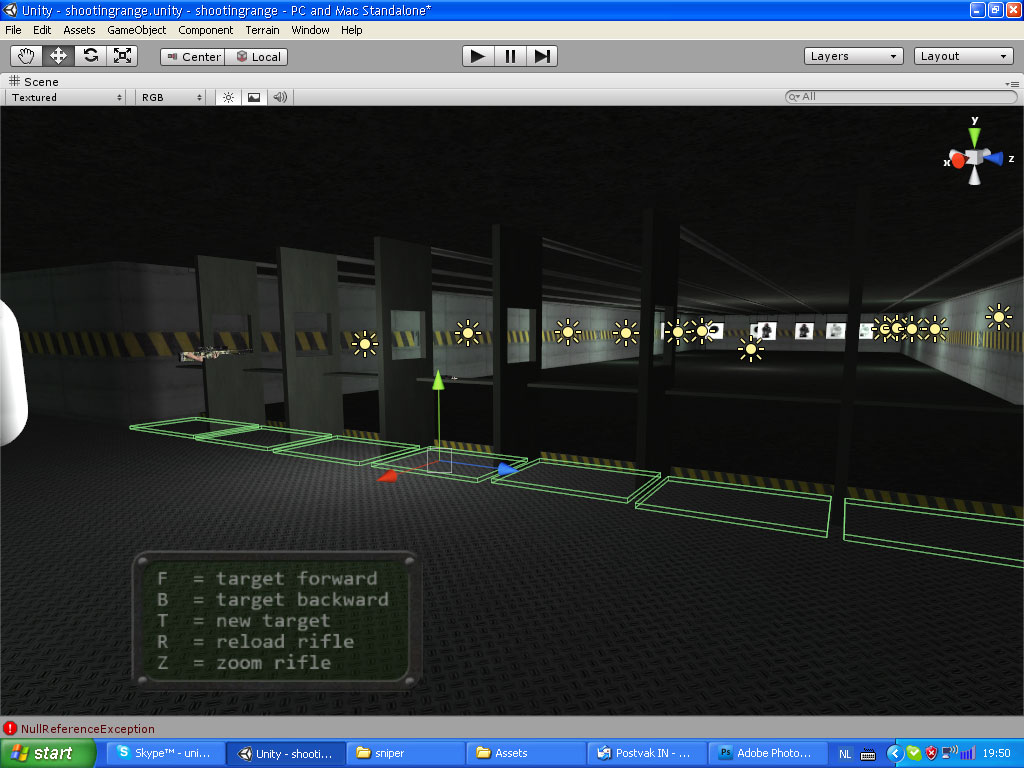 Unity - shootingrange.unity - shootingrange - PC and Mac Standalone*
File Edit Assets GameObject Component Terrain Window Help
Center Local Layers Layout
Scene
Textured RGB All
y
x z
F = target forward
B = target backward
T = new target
R = reload rifle
Z = zoom rifle
NullReferenceException
start Skype™ - uni... Unity - shooti... sniper Assets Postvak IN - ... Adobe Photo... NL 19:50